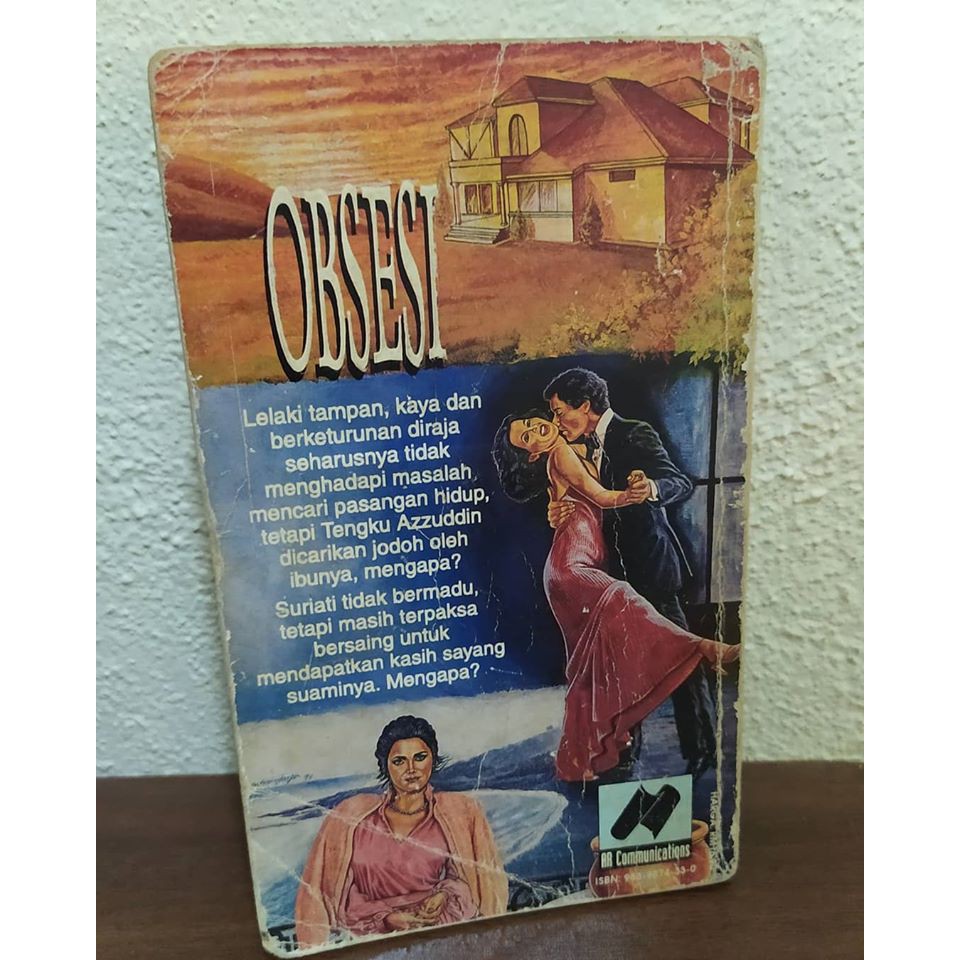 OBSESI
Lelaki tampan, kaya dan
berketurunan diraja
seharusnya tidak
menghadapi masalah
mencari pasangan hidup,
tetapi Tengku Azzuddin
dicarikan jodoh oleh
ibunya, mengapa?
Suriati tidak bermadu,
tetapi masih terpaksa
bersaing untuk
mendapatkan kasih sayang
suaminya. Mengapa?
AR Communications
ISBN: